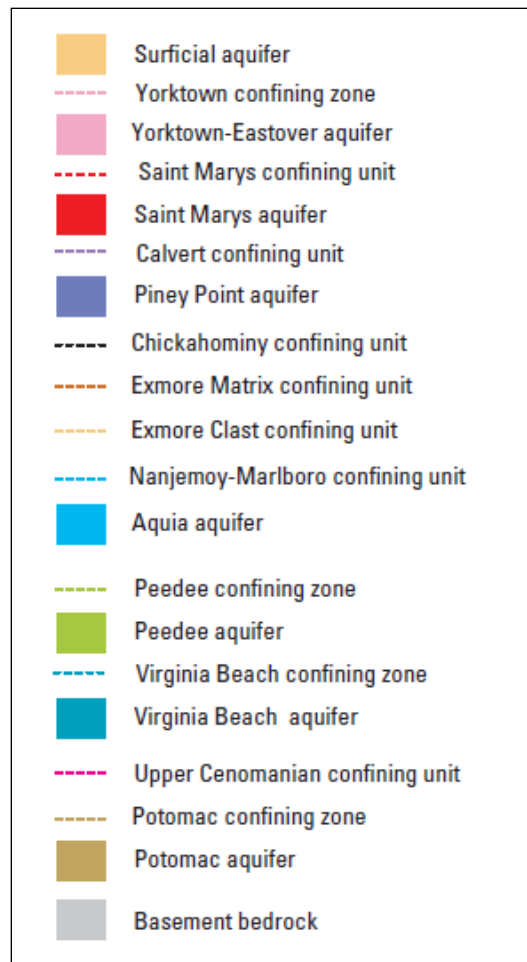 Surficial aquifer
Yorktown confining zone
Yorktown-Eastover aquifer
Saint Marys confining unit
Saint Marys aquifer
Calvert confining unit
Piney Point aquifer
Chickahominy confining unit
Exmore Matrix confining unit
Exmore Clast confining unit
Nanjemoy-Marlboro confining unit
Aquia aquifer
Peedee confining zone
Peedee aquifer
Virginia Beach confining zone
Virginia Beach  aquifer
Upper Cenomanian confining unit
Potomac confining zone
Potomac aquifer
Basement bedrock